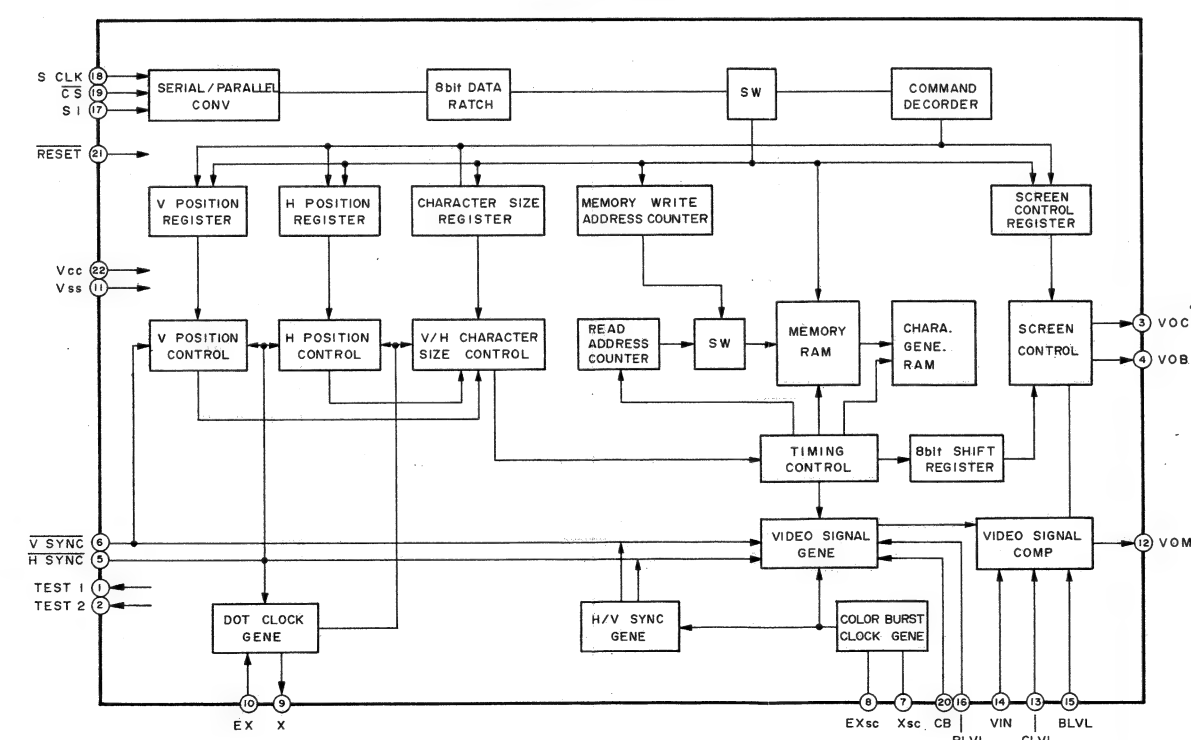 S CLK 18
CS 19
SI 17
SERIAL/PARALLEL
CONV
8bit DATA
RATCH
SW
COMMAND
DECORDER
RESET 21
V POSITION
REGISTER
H POSITION
REGISTER
CHARACTER SIZE
REGISTER
MEMORY WRITE
ADDRESS COUNTER
SCREEN
CONTROL
REGISTER
Vcc 22
Vss 11
V POSITION
CONTROL
H POSITION
CONTROL
V/H CHARACTER
SIZE CONTROL
READ
ADDRESS
COUNTER
SW
MEMORY
RAM
CHARA.
GENE.
RAM
SCREEN
CONTROL
3 VOC
4 VOB
TIMING
CONTROL
8bit SHIFT
REGISTER
V SYNC 6
H SYNC 5
TEST 1 1
TEST 2 2
VIDEO SIGNAL
GENE
VIDEO SIGNAL
COMP
12 VOM
DOT CLOCK
GENE
H/V SYNC
GENE
COLOR BURST
CLOCK GENE
10 9 8 7 20 16 14 13 15
EX X EXsc Xsc CB VIN BLVL